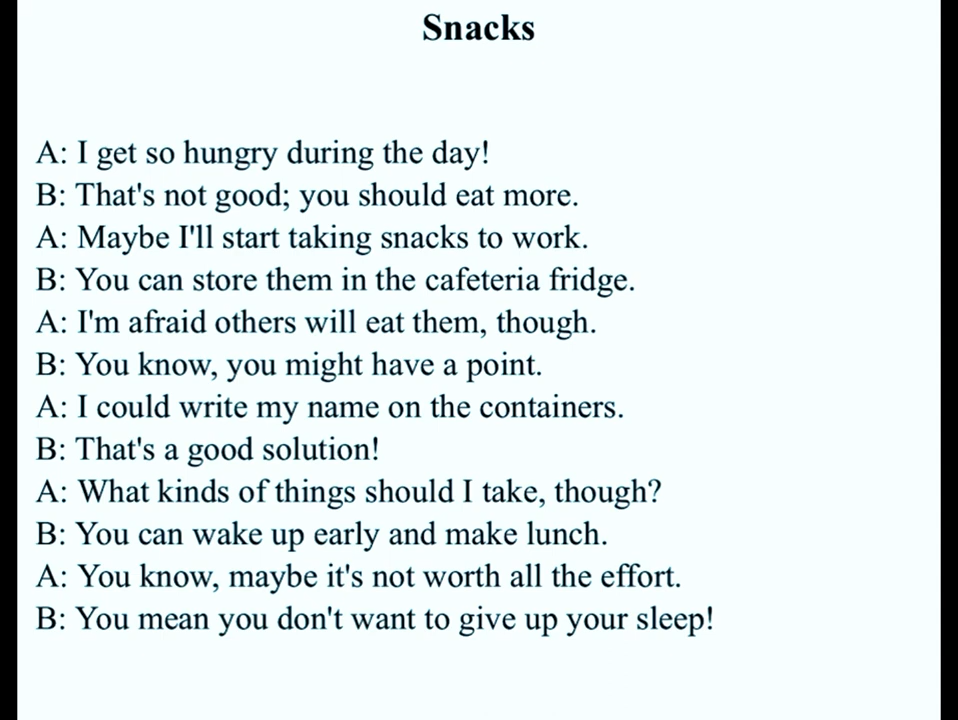 Snacks
A: I get so hungry during the day!
B: That's not good; you should eat more.
A: Maybe I'll start taking snacks to work.
B: You can store them in the cafeteria fridge.
A: I'm afraid others will eat them, though.
B: You know, you might have a point.
A: I could write my name on the containers.
B: That's a good solution!
A: What kinds of things should I take, though?
B: You can wake up early and make lunch.
A: You know, maybe it's not worth all the effort.
B: You mean you don't want to give up your sleep!